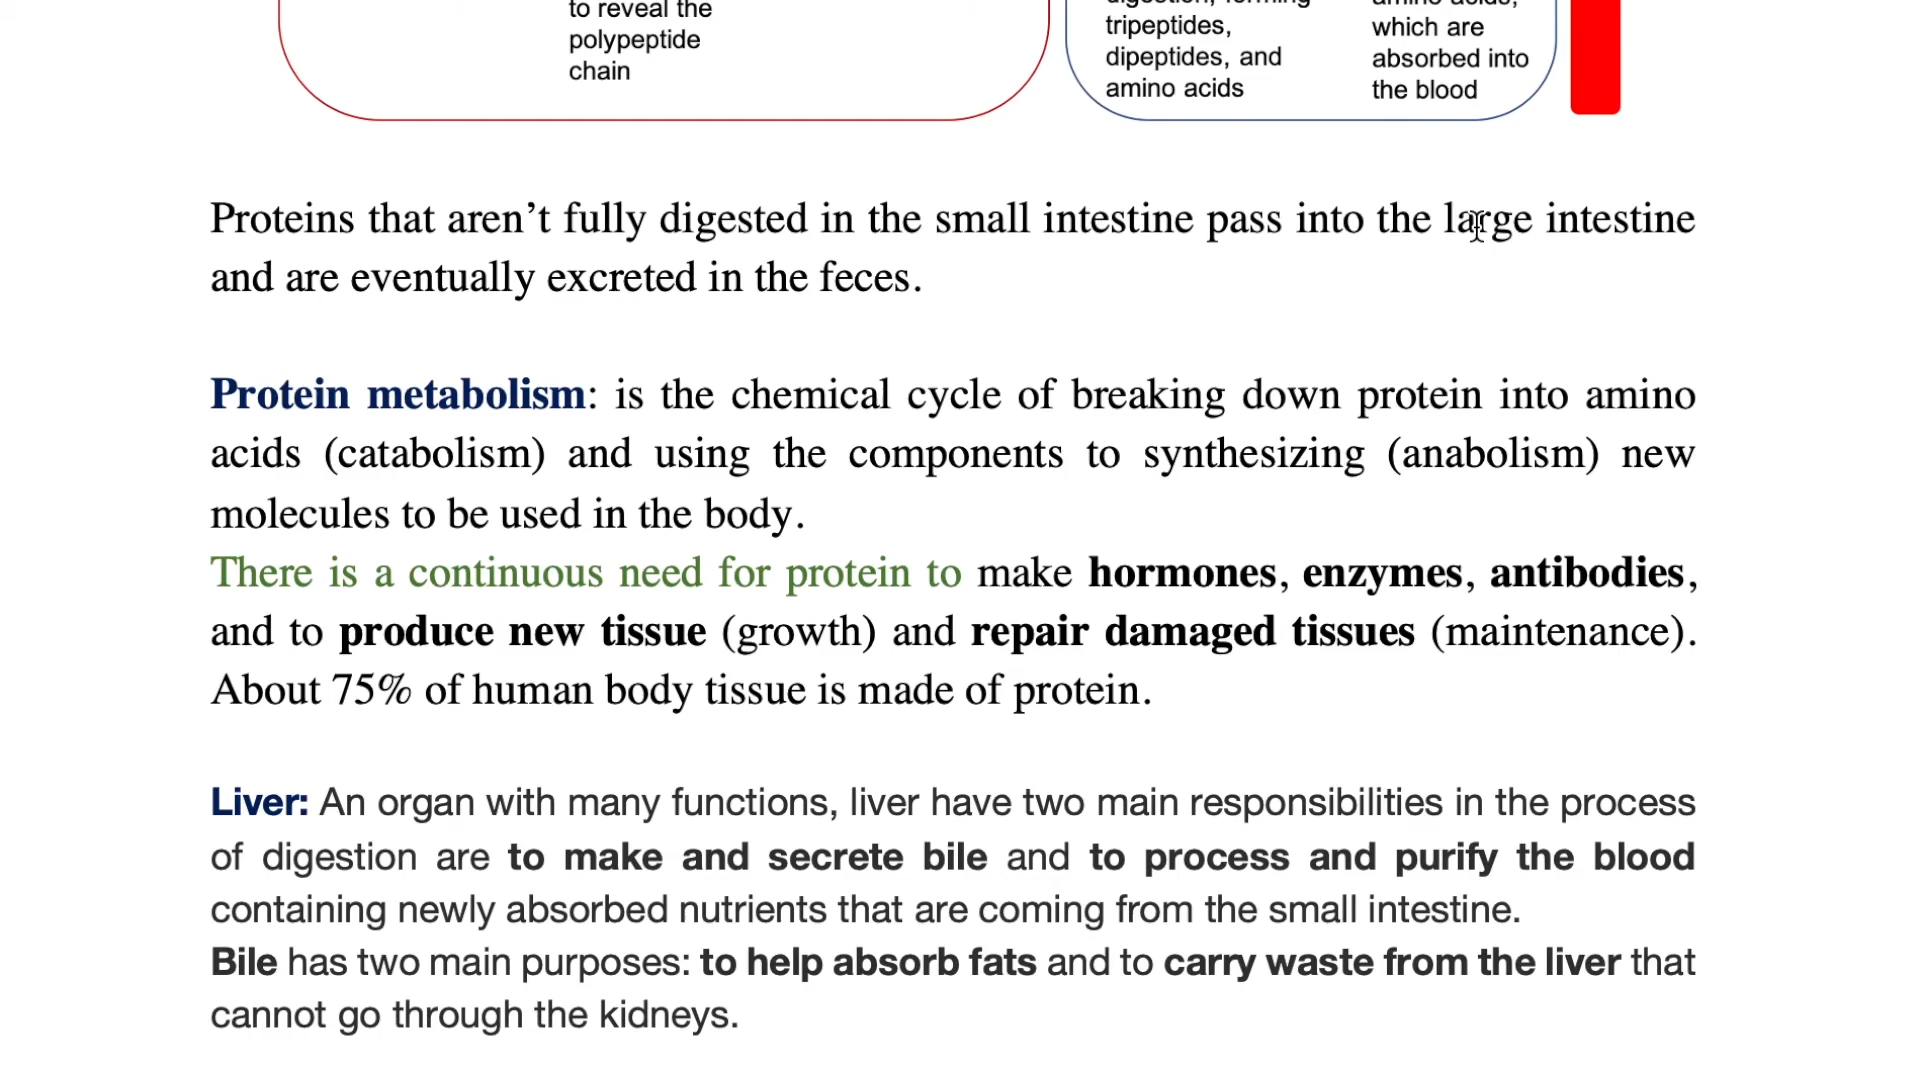 to reveal the
polypeptide
chain
digestion, forming
tripeptides,
dipeptides, and
amino acids
amino acids,
which are
absorbed into
the blood
Proteins that aren’t fully digested in the small intestine pass into the large intestine
and are eventually excreted in the feces.
Protein metabolism: is the chemical cycle of breaking down protein into amino
acids (catabolism) and using the components to synthesizing (anabolism) new
molecules to be used in the body.
There is a continuous need for protein to make hormones, enzymes, antibodies,
and to produce new tissue (growth) and repair damaged tissues (maintenance).
About 75% of human body tissue is made of protein.
Liver: An organ with many functions, liver have two main responsibilities in the process
of digestion are to make and secrete bile and to process and purify the blood
containing newly absorbed nutrients that are coming from the small intestine.
Bile has two main purposes: to help absorb fats and to carry waste from the liver that
cannot go through the kidneys.